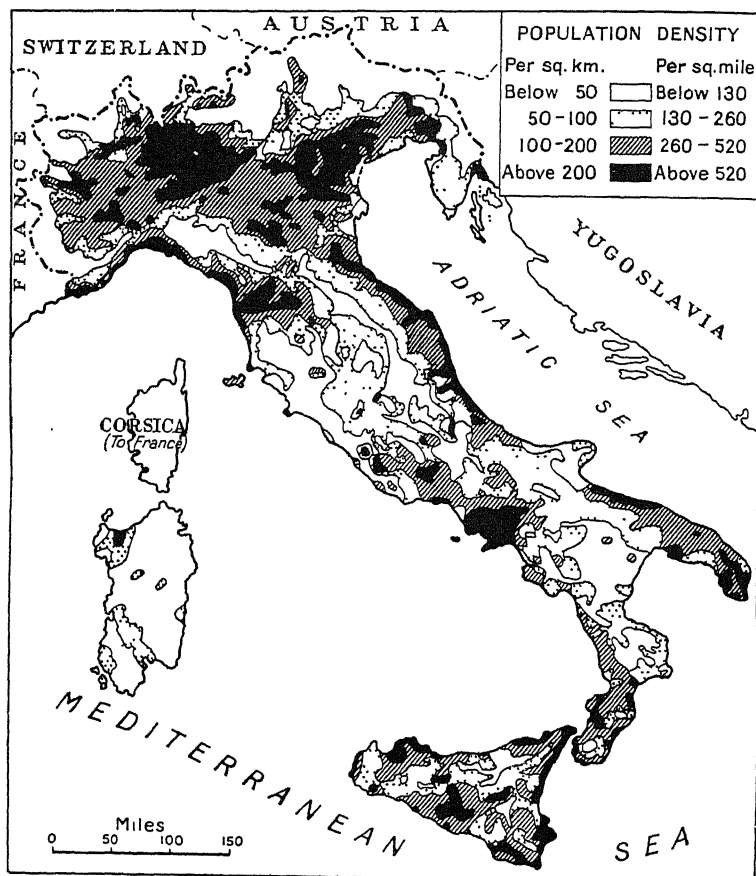 AUSTRIA
SWITZERLAND
FRANCE
POPULATION DENSITY
Per sq. km. Per sq. mile
Below 50 Below 130
50-100 130-260
100-200 260-520
Above 200 Above 520
YUGOSLAVIA
ADRIATIC SEA
CORSICA
(To France)
MEDITERRANEAN SEA
Miles
0 50 100 150